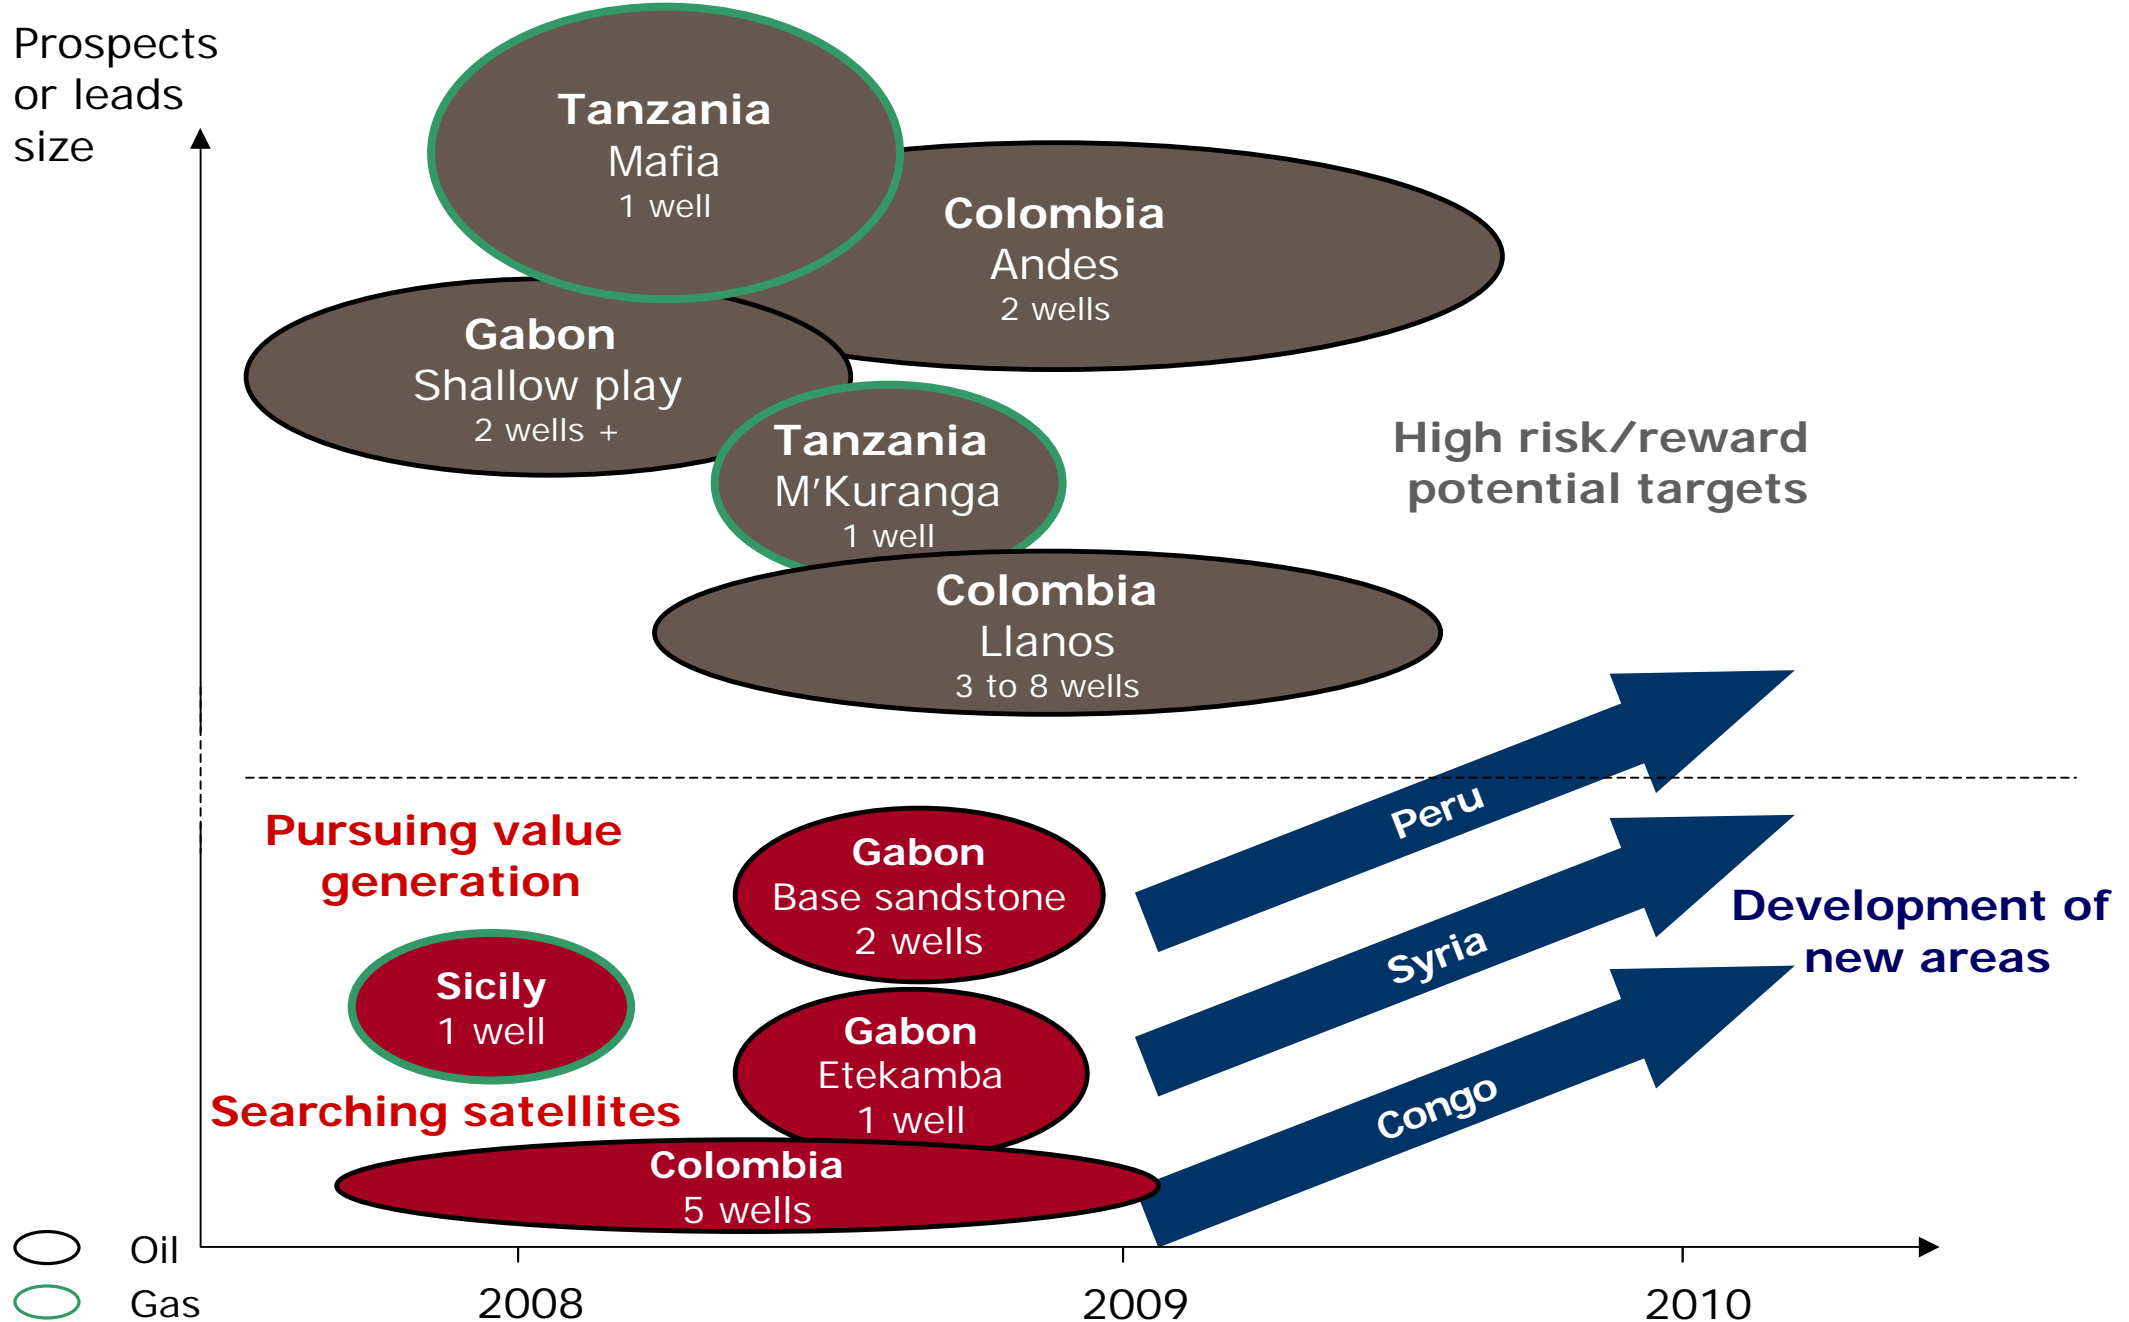 Prospects
or leads
size
Tanzania
Mafia
1 well
Colombia
Andes
2 wells
Gabon
Shallow play
2 wells +
Tanzania
M'Kuranga
1 well
High risk/reward
potential targets
Colombia
Llanos
3 to 8 wells
Pursuing value
generation
Gabon
Base sandstone
2 wells
Peru
Sicily
1 well
Syria
Development of
new areas
Gabon
Etekamba
1 well
Searching satellites
Congo
Colombia
5 wells
Oil
Gas
2008
2009
2010